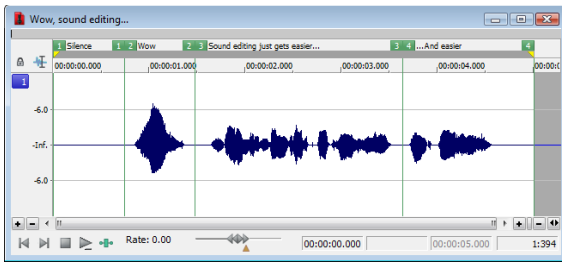 Wow, sound editing...
1 Silence 1 2 Wow 2 3 Sound editing just gets easier... 3 4 ...And easier 4
00:00:00.000 ,00:00:01.000 ,00:00:02.000 ,00:00:03.000 ,00:00:04.000 ,00:00:0
1
-6.0
-Inf.
-6.0
Rate: 0.00 00:00:00.000 00:00:05.000 1:394